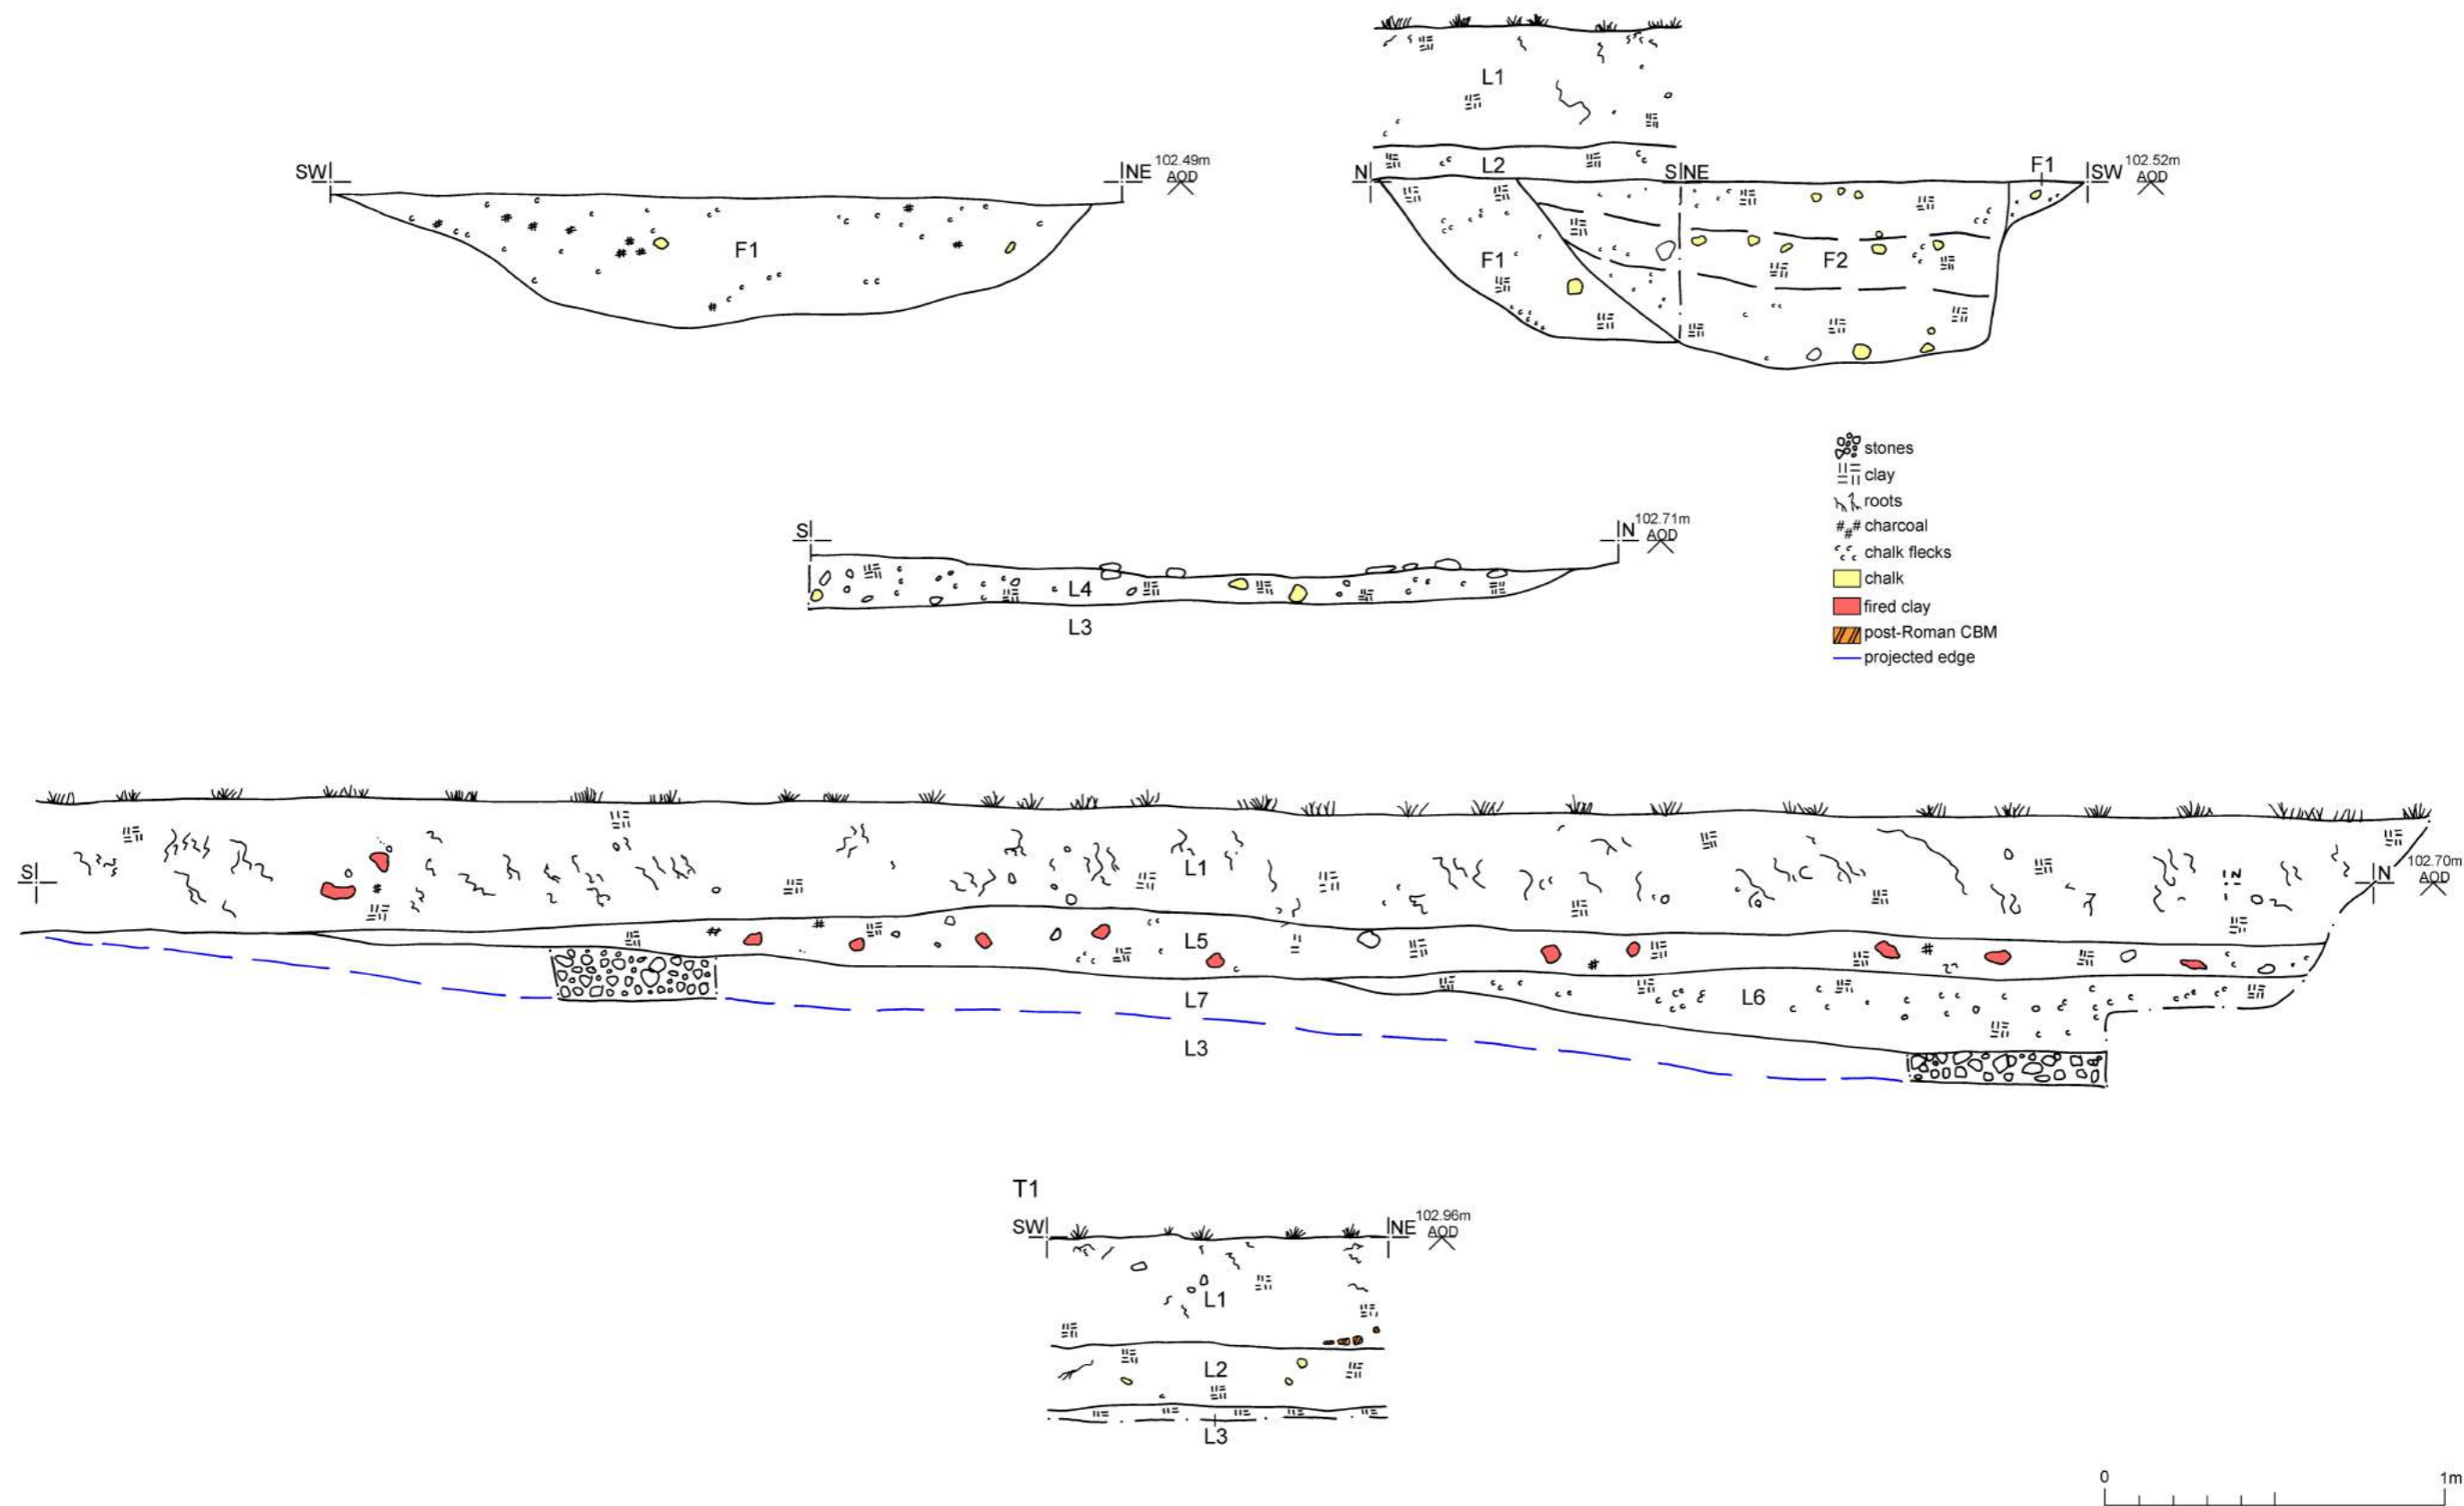 L1
SW NE 102.49m
AOD
F1
N L2 S NE F1 SW 102.52m
AOD
F1 F2
stones
clay
roots
charcoal
chalk flecks
chalk
fired clay
post-Roman CBM
projected edge
S N 102.71m
AOD
L4
L3
S L1 N 102.70m
AOD
L5
L7 L6
L3
T1
SW NE 102.96m
AOD
L1
L2
L3
0 1m